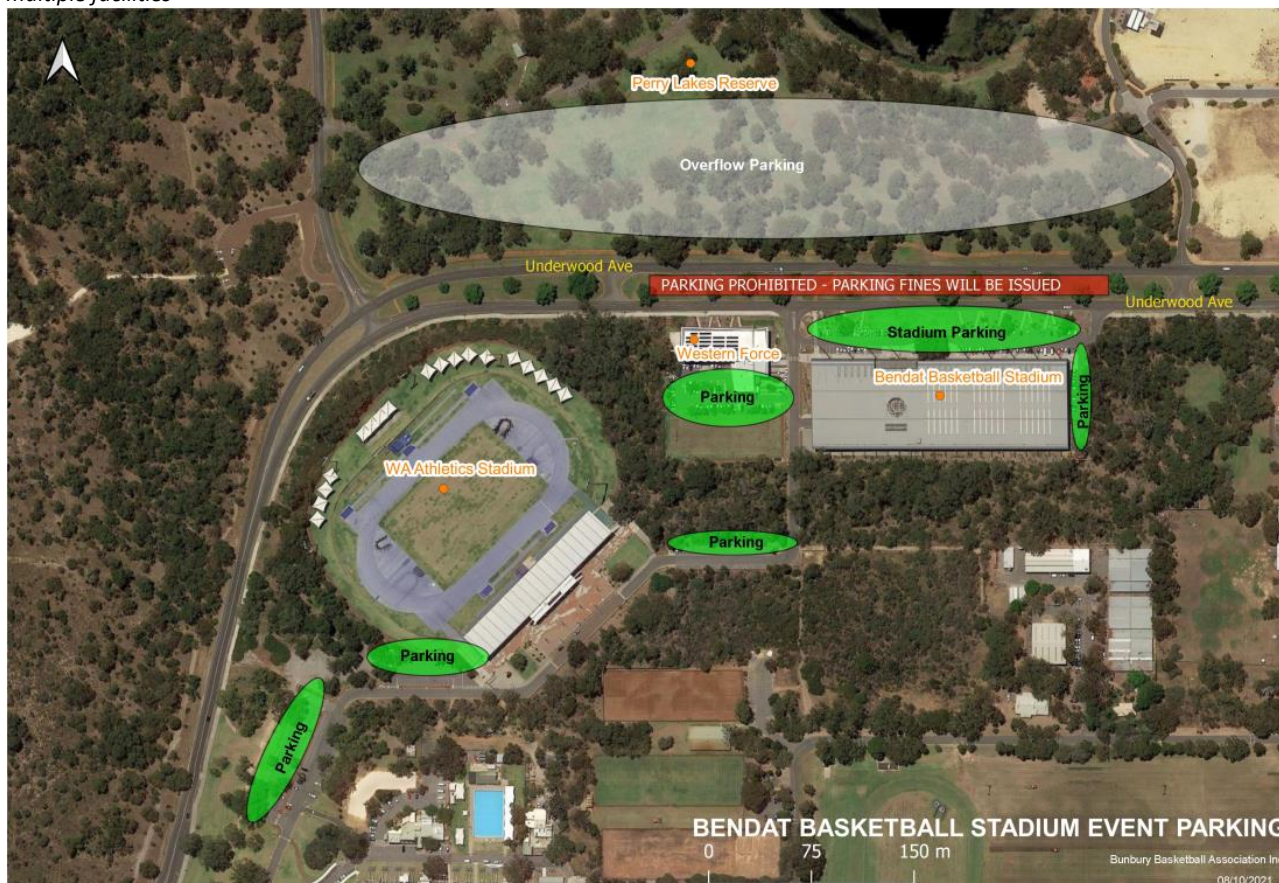 multiple facilities
Perry Lakes Reserve
Overflow Parking
Underwood Ave
PARKING PROHIBITED - PARKING FINES WILL BE ISSUED
Underwood Ave
Stadium Parking
Western Force
Bendat Basketball Stadium
Parking
Parking
WA Athletics Stadium
Parking
Parking
Parking
BENDAT BASKETBALL STADIUM EVENT PARKING
0 75 150 m
Bunbury Basketball Association Inc
08/10/2021